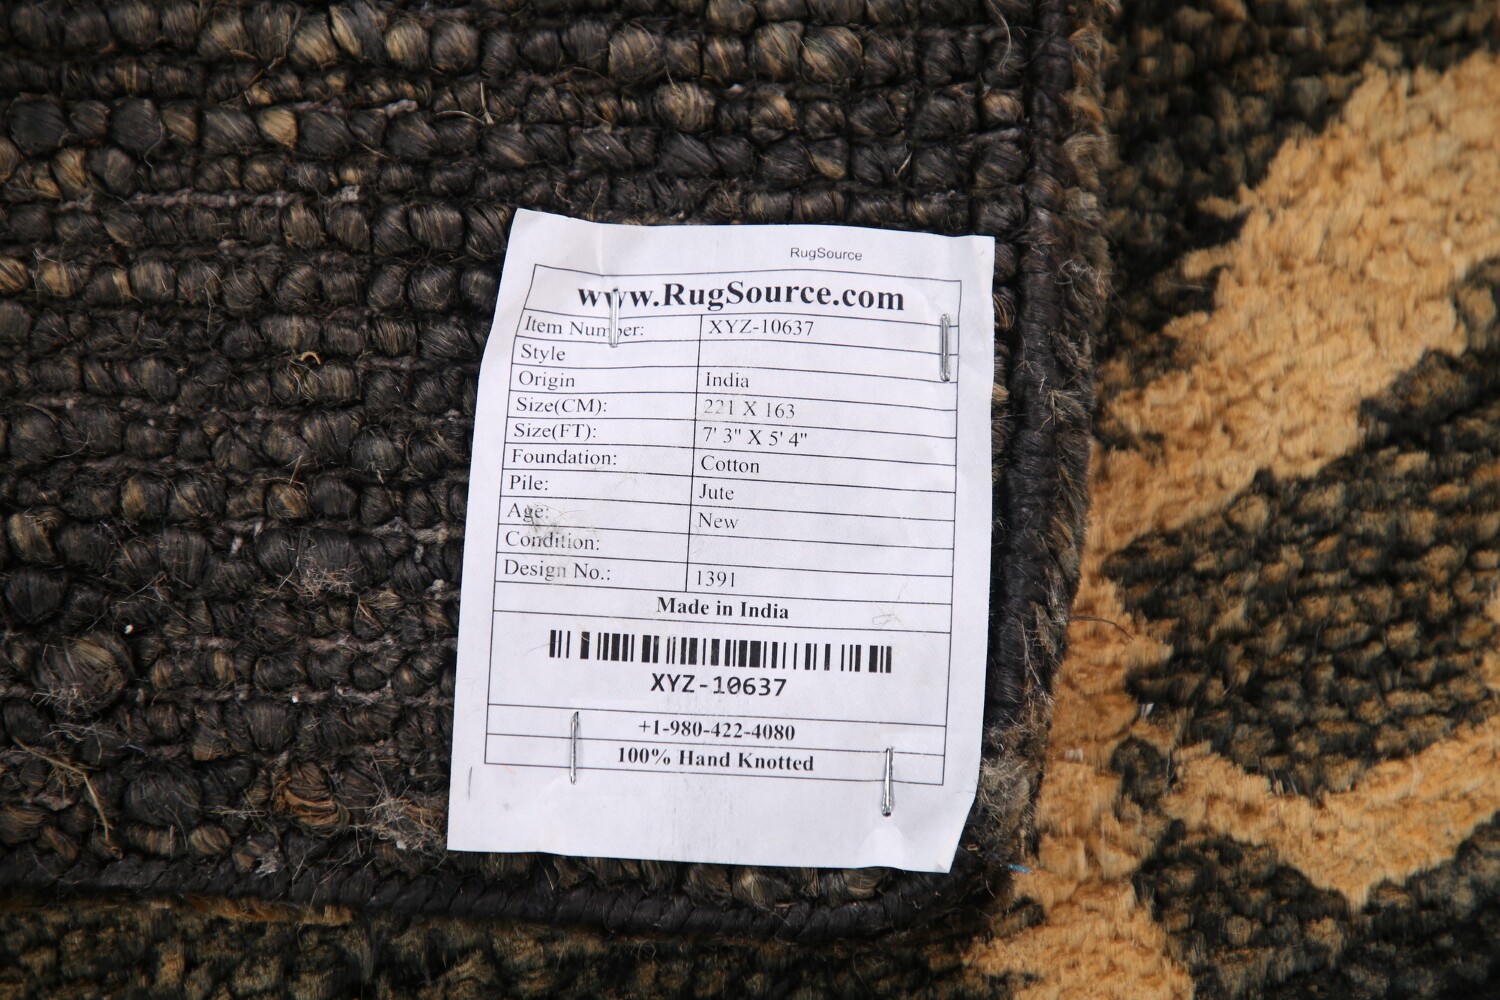 RugSource
www.RugSource.com
Item Number: XYZ-10637
Style
Origin India
Size(CM): 221 X 163
Size(FT): 7' 3" X 5' 4"
Foundation: Cotton
Pile: Jute
Age: New
Condition:
Design No.: 1391
Made in India
XYZ-10637
+1-980-422-4080
100% Hand Knotted